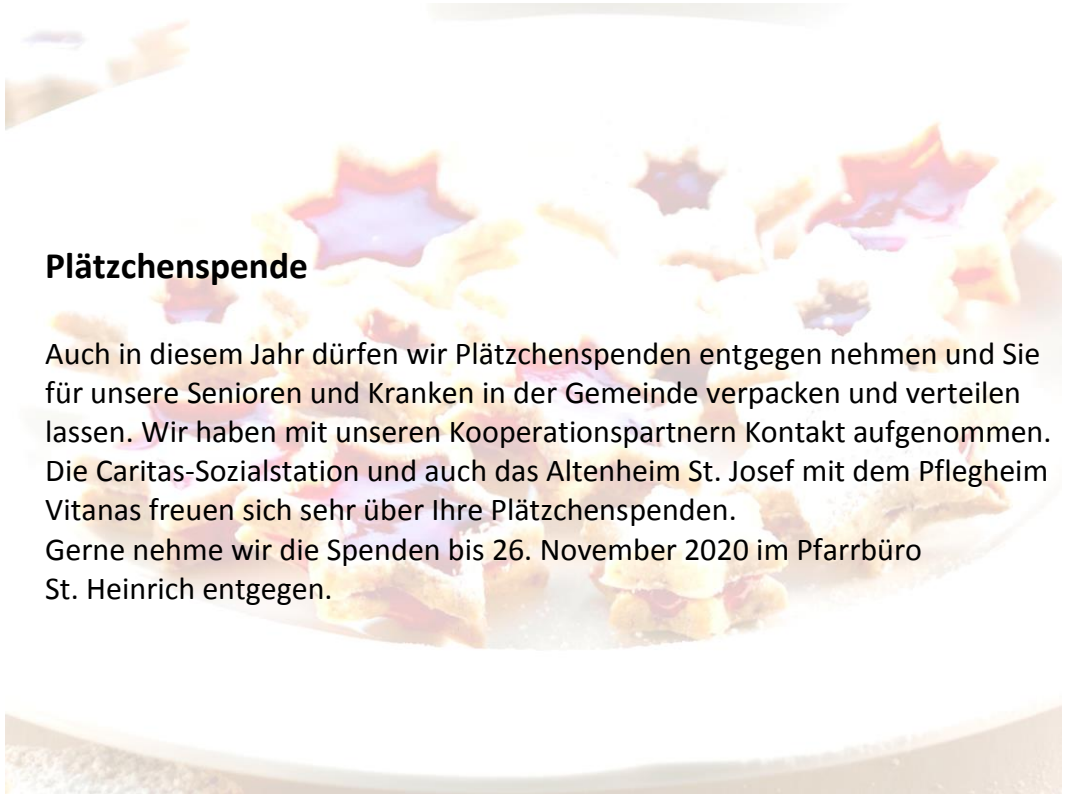 Plätzchenspende
Auch in diesem Jahr dürfen wir Plätzchenspenden entgegen nehmen und Sie
für unsere Senioren und Kranken in der Gemeinde verpacken und verteilen
lassen. Wir haben mit unseren Kooperationspartnern Kontakt aufgenommen.
Die Caritas-Sozialstation und auch das Altenheim St. Josef mit dem Pflegheim
Vitanas freuen sich sehr über Ihre Plätzchenspenden.
Gerne nehme wir die Spenden bis 26. November 2020 im Pfarrbüro
St. Heinrich entgegen.